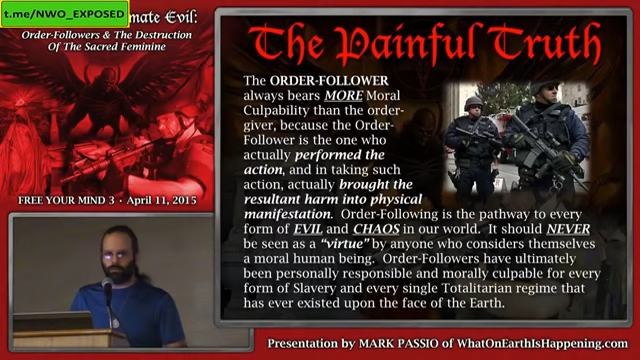 t.me/NWO_EXPOSED
mate Evil:
Order-Followers & The Destruction
Of The Sacred Feminine
FREE YOUR MIND 3 · April 11, 2015
The Painful Truth
The ORDER-FOLLOWER
always bears MORE Moral
Culpability than the order-
giver, because the Order-
Follower is the one who
actually performed the
action, and in taking such
action, actually brought the
resultant harm into physical
manifestation. Order-Following is the pathway to every
form of EVIL and CHAOS in our world. It should NEVER
be seen as a "virtue" by anyone who considers themselves
a moral human being. Order-Followers have ultimately
been personally responsible and morally culpable for every
form of Slavery and every single Totalitarian regime that
has ever existed upon the face of the Earth.
Presentation by MARK PASSIO of WhatOnEarthIsHappening.com